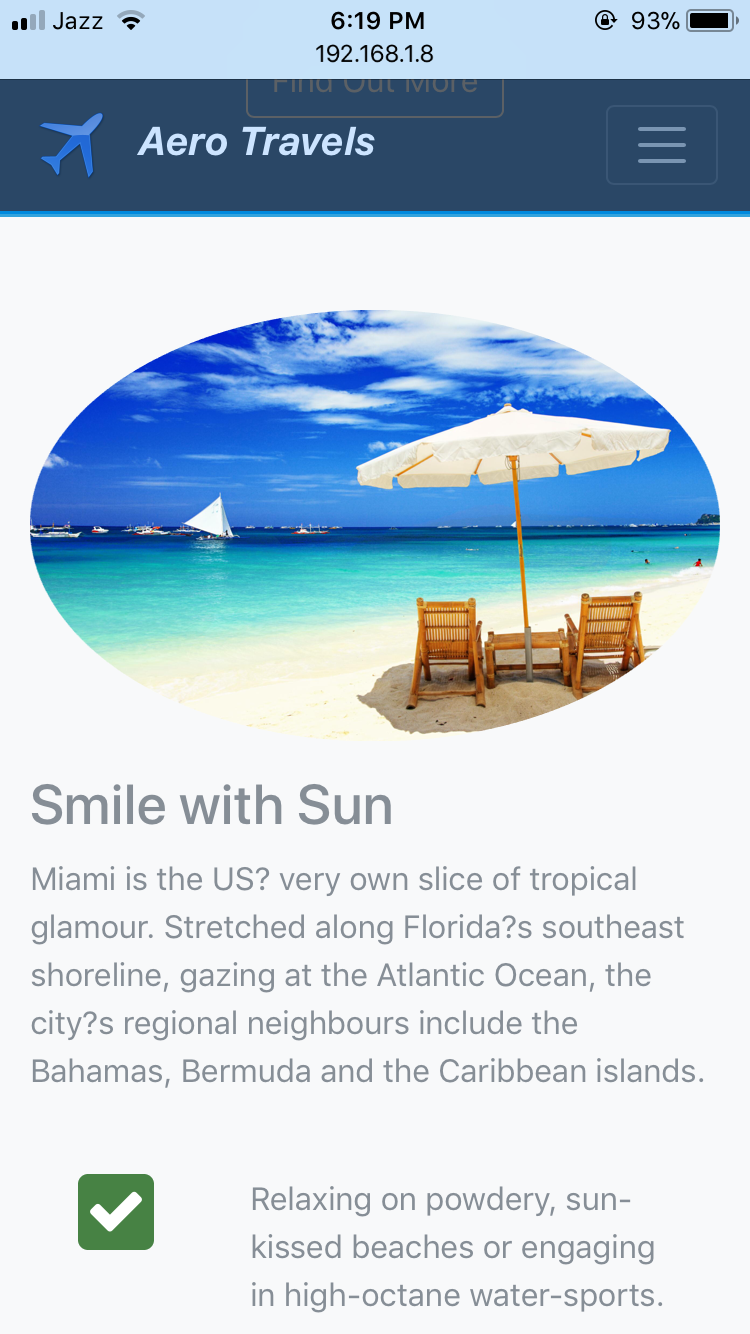 Jazz 6:19 PM 93%
192.168.1.8
Find Out More
Aero Travels
Smile with Sun
Miami is the US? very own slice of tropical
glamour. Stretched along Florida?s southeast
shoreline, gazing at the Atlantic Ocean, the
city?s regional neighbours include the
Bahamas, Bermuda and the Caribbean islands.
Relaxing on powdery, sun-
kissed beaches or engaging
in high-octane water-sports.